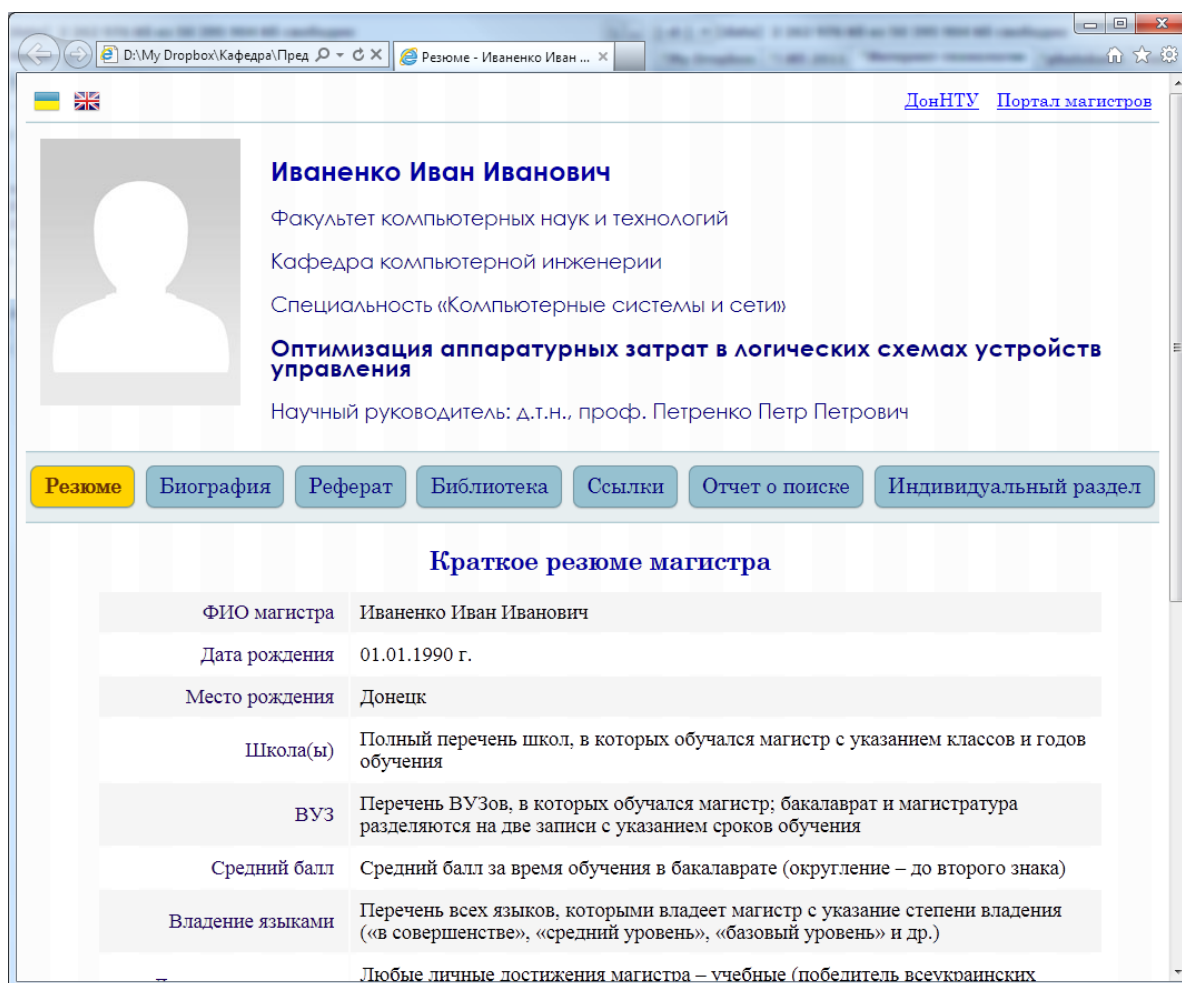 D:\My Dropbox\Кафедра\Пред
Резюме - Иваненко Иван ...
ДонНТУ Портал магистров
Иваненко Иван Иванович
Факультет компьютерных наук и технологий
Кафедра компьютерной инженерии
Специальность «Компьютерные системы и сети»
Оптимизация аппаратурных затрат в логических схемах устройств
управления
Научный руководитель: д.т.н., проф. Петренко Петр Петрович
Резюме Биография Реферат Библиотека Ссылки Отчет о поиске Индивидуальный раздел
Краткое резюме магистра
ФИО магистра Иваненко Иван Иванович
Дата рождения 01.01.1990 г.
Место рождения Донецк
Школа(ы) Полный перечень школ, в которых обучался магистр с указанием классов и годов
обучения
ВУЗ Перечень ВУЗов, в которых обучался магистр; бакалаврат и магистратура
разделяются на две записи с указанием сроков обучения
Средний балл Средний балл за время обучения в бакалаврате (округление – до второго знака)
Владение языками Перечень всех языков, которыми владеет магистр с указание степени владения
(«в совершенстве», «средний уровень», «базовый уровень» и др.)
Любые личные достижения магистра – учебные (победитель всеукраинских